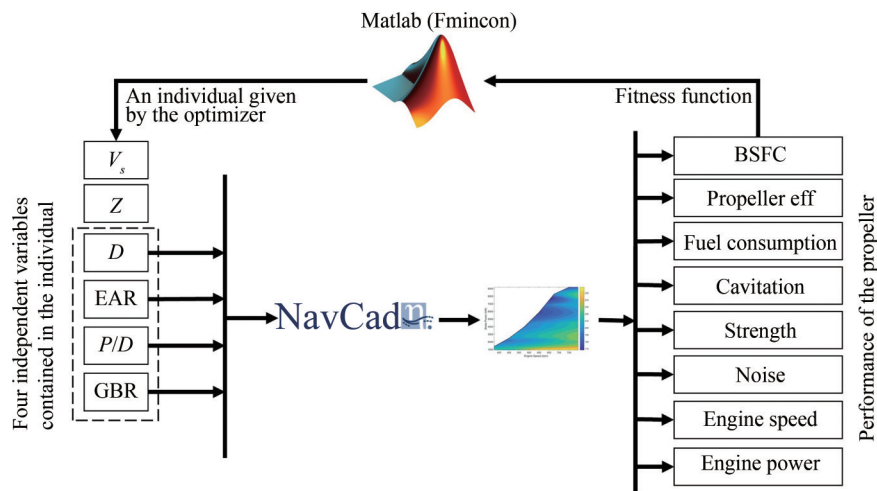 Matlab (Fmincon)
An individual given
by the optimizer
Fitness function
V_s
Z
D
EAR
P/D
GBR
Four independent variables
contained in the individual
NavCad
BSFC
Propeller eff
Fuel consumption
Cavitation
Strength
Noise
Engine speed
Engine power
Performance of the propeller